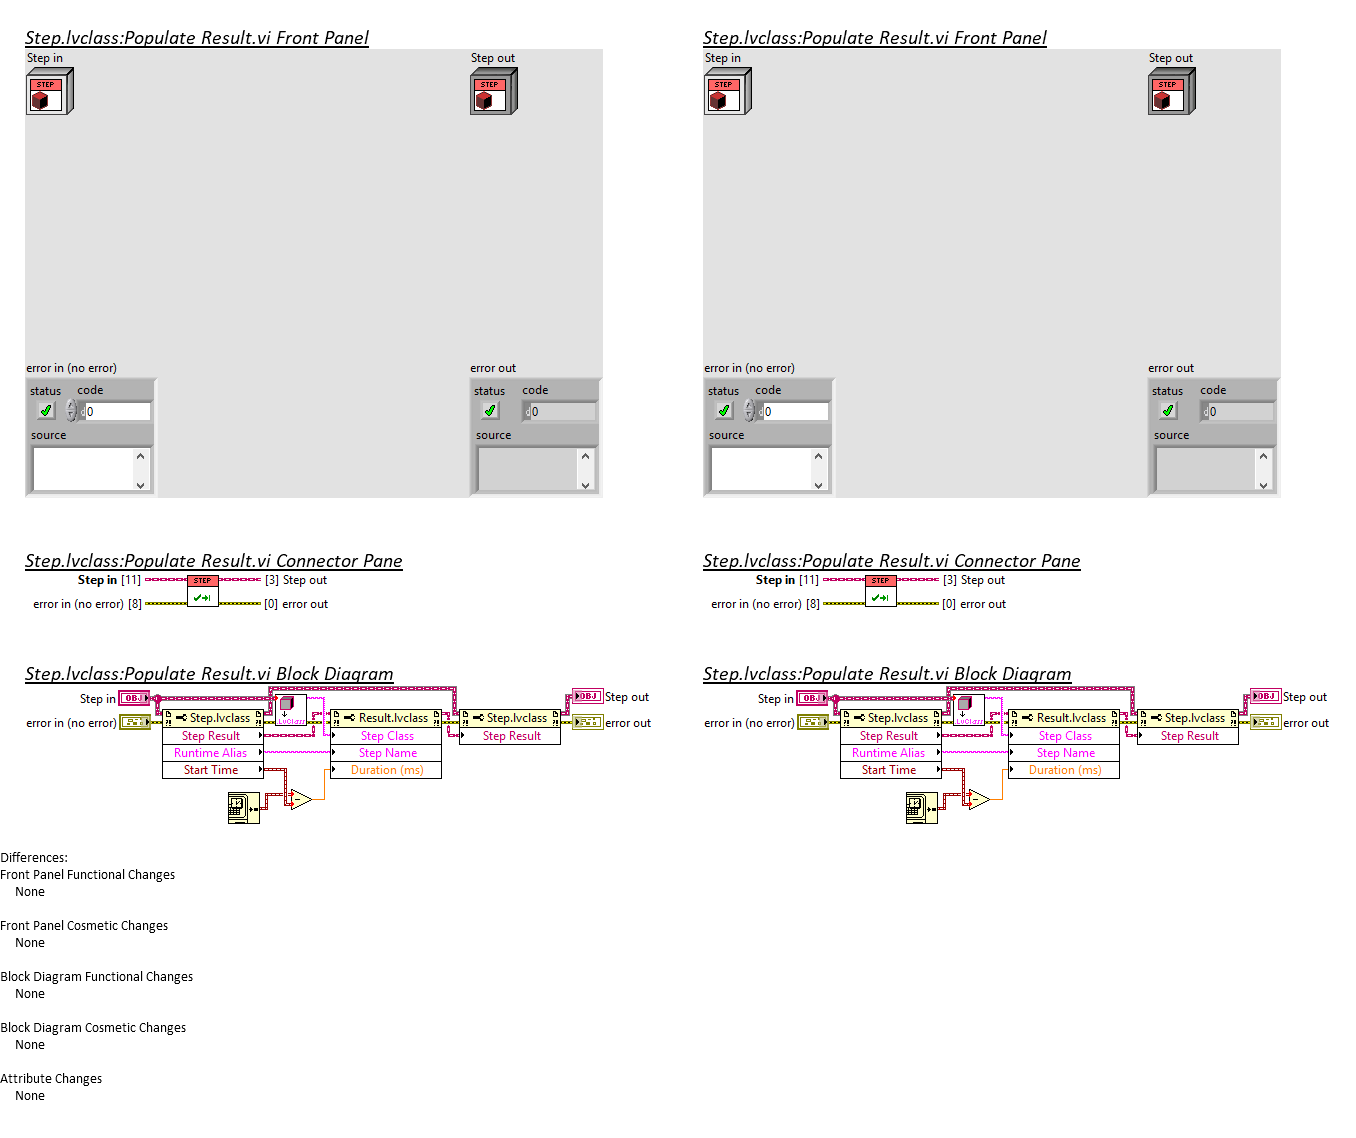 Step.lvclass:Populate Result.vi Front Panel
Step in
STEP
Step out
STEP
error in (no error)
status
code
d
0
source
error out
status
code
d
0
source
Step.lvclass:Populate Result.vi Connector Pane
Step in [11]
STEP
[3] Step out
error in (no error) [8]
[0] error out
Step.lvclass:Populate Result.vi Block Diagram
Step in
OBJ
error in (no error)
Step.lvclass
Step Result
Runtime Alias
Start Time
LvClass
Result.lvclass
Step Class
Step Name
Duration (ms)
Step.lvclass
Step Result
OBJ
Step out
error out
Step.lvclass:Populate Result.vi Front Panel
Step in
STEP
Step out
STEP
error in (no error)
status
code
d
0
source
error out
status
code
d
0
source
Step.lvclass:Populate Result.vi Connector Pane
Step in [11]
STEP
[3] Step out
error in (no error) [8]
[0] error out
Step.lvclass:Populate Result.vi Block Diagram
Step in
OBJ
error in (no error)
Step.lvclass
Step Result
Runtime Alias
Start Time
LvClass
Result.lvclass
Step Class
Step Name
Duration (ms)
Step.lvclass
Step Result
OBJ
Step out
error out
Differences:
Front Panel Functional Changes
None
Front Panel Cosmetic Changes
None
Block Diagram Functional Changes
None
Block Diagram Cosmetic Changes
None
Attribute Changes
None